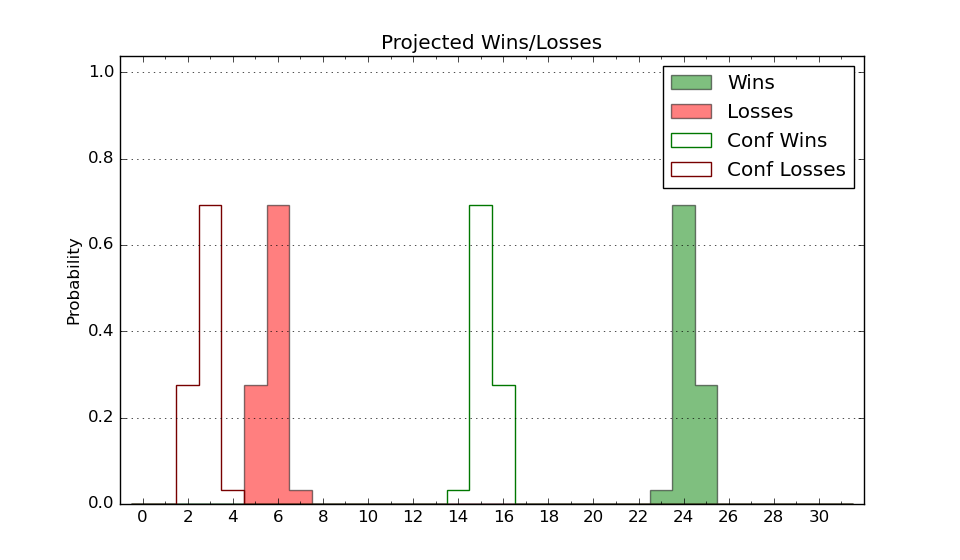 Projected Wins/Losses
Probability
1.0
0.8
0.6
0.4
0.2
0.0
Wins
Losses
Conf Wins
Conf Losses
0 2 4 6 8 10 12 14 16 18 20 22 24 26 28 30